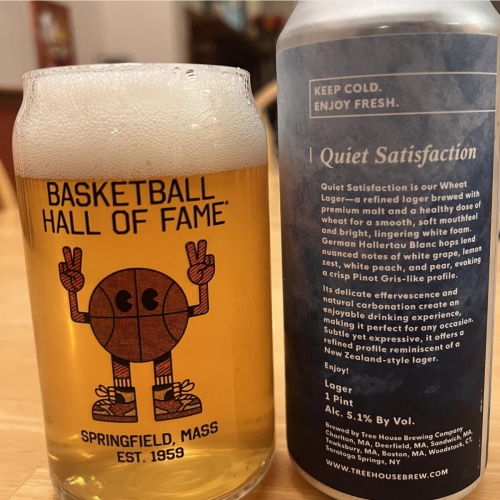 BASKETBALL
HALL OF FAME
SPRINGFIELD, MASS
EST. 1959
KEEP COLD.
ENJOY FRESH.
Quiet Satisfaction
Quiet Satisfaction is our Wheat
Lager—a refined lager brewed with
premium malt and a healthy dose of
wheat for a smooth, soft mouthfeel
and bright, lingering white foam.
German Hallertau Blanc hops lend
nuanced notes of white grape, lemon
zest, white peach, and pear, evoking
a crisp Pinot Gris-like profile.
Its delicate effervescence and
natural carbonation create an
enjoyable drinking experience,
making it perfect for any occasion.
Subtle yet expressive, it offers a
refined profile reminiscent of a
New Zealand-style lager.
Enjoy!
Lager
1 Pint
Alc. 5.1% By Vol.
Brewed by Tree House Brewing Company
Charlton, MA, Deerfield, MA, Sandwich, MA,
Tewksbury, MA, Boston, MA, Woodstock, CT,
Saratoga Springs, NY
WWW.TREEHOUSEBREW.COM